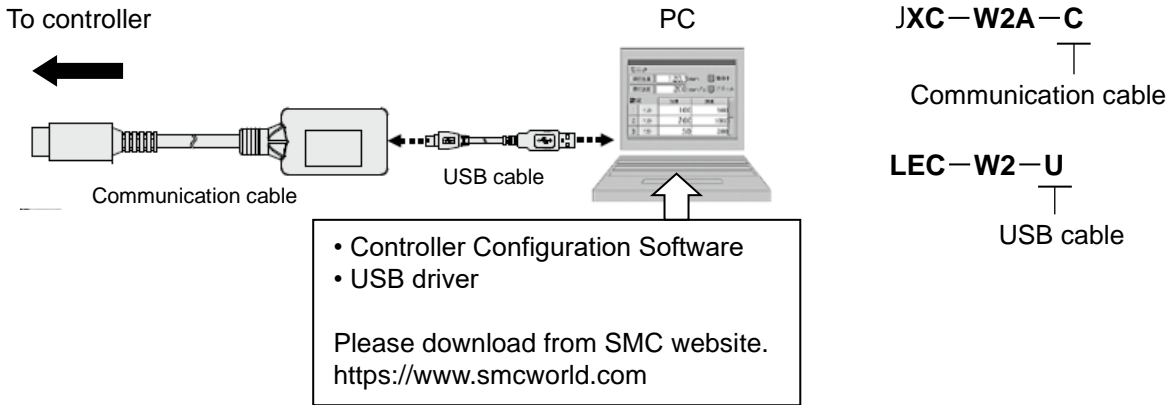 To controller
PC
JXC－W2A－C
Communication cable
LEC－W2－U
USB cable
USB cable
Communication cable
• Controller Configuration Software
• USB driver
Please download from SMC website.
https://www.smcworld.com